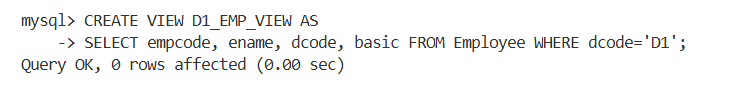 mysql> CREATE VIEW D1_EMP_VIEW AS
    -> SELECT empcode, ename, dcode, basic FROM Employee WHERE dcode='D1';
Query OK, 0 rows affected (0.00 sec)